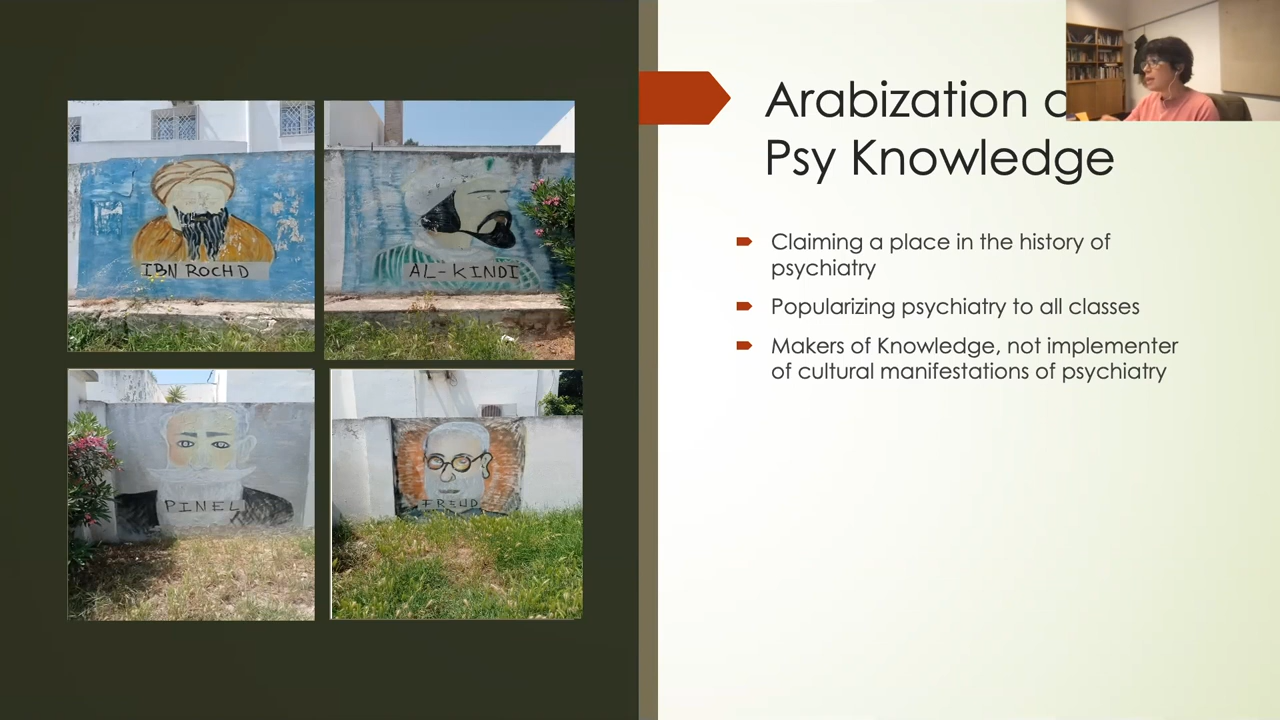 IBN ROCHD
AL-KINDI
PINEL
FREUD
Arabization
Psy Knowledge
Claiming a place in the history of
psychiatry
Popularizing psychiatry to all classes
Makers of Knowledge, not implementer
of cultural manifestations of psychiatry